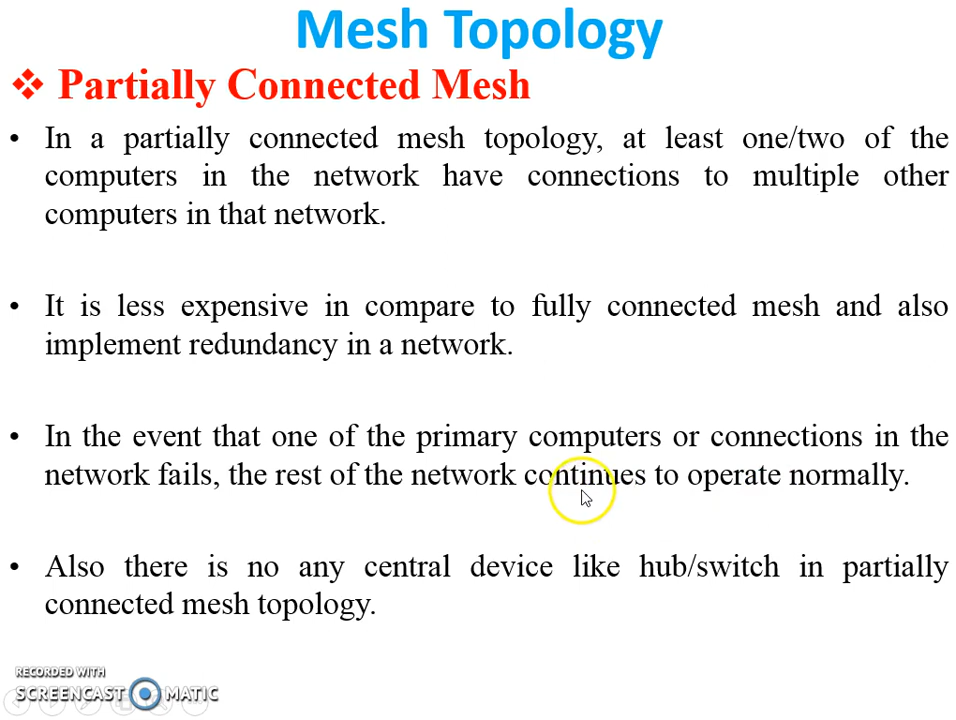 Mesh Topology
❖ Partially Connected Mesh
• In a partially connected mesh topology, at least one/two of the
computers in the network have connections to multiple other
computers in that network.
• It is less expensive in compare to fully connected mesh and also
implement redundancy in a network.
• In the event that one of the primary computers or connections in the
network fails, the rest of the network continues to operate normally.
• Also there is no any central device like hub/switch in partially
connected mesh topology.
RECORDED WITH
SCREENCAST MATIC